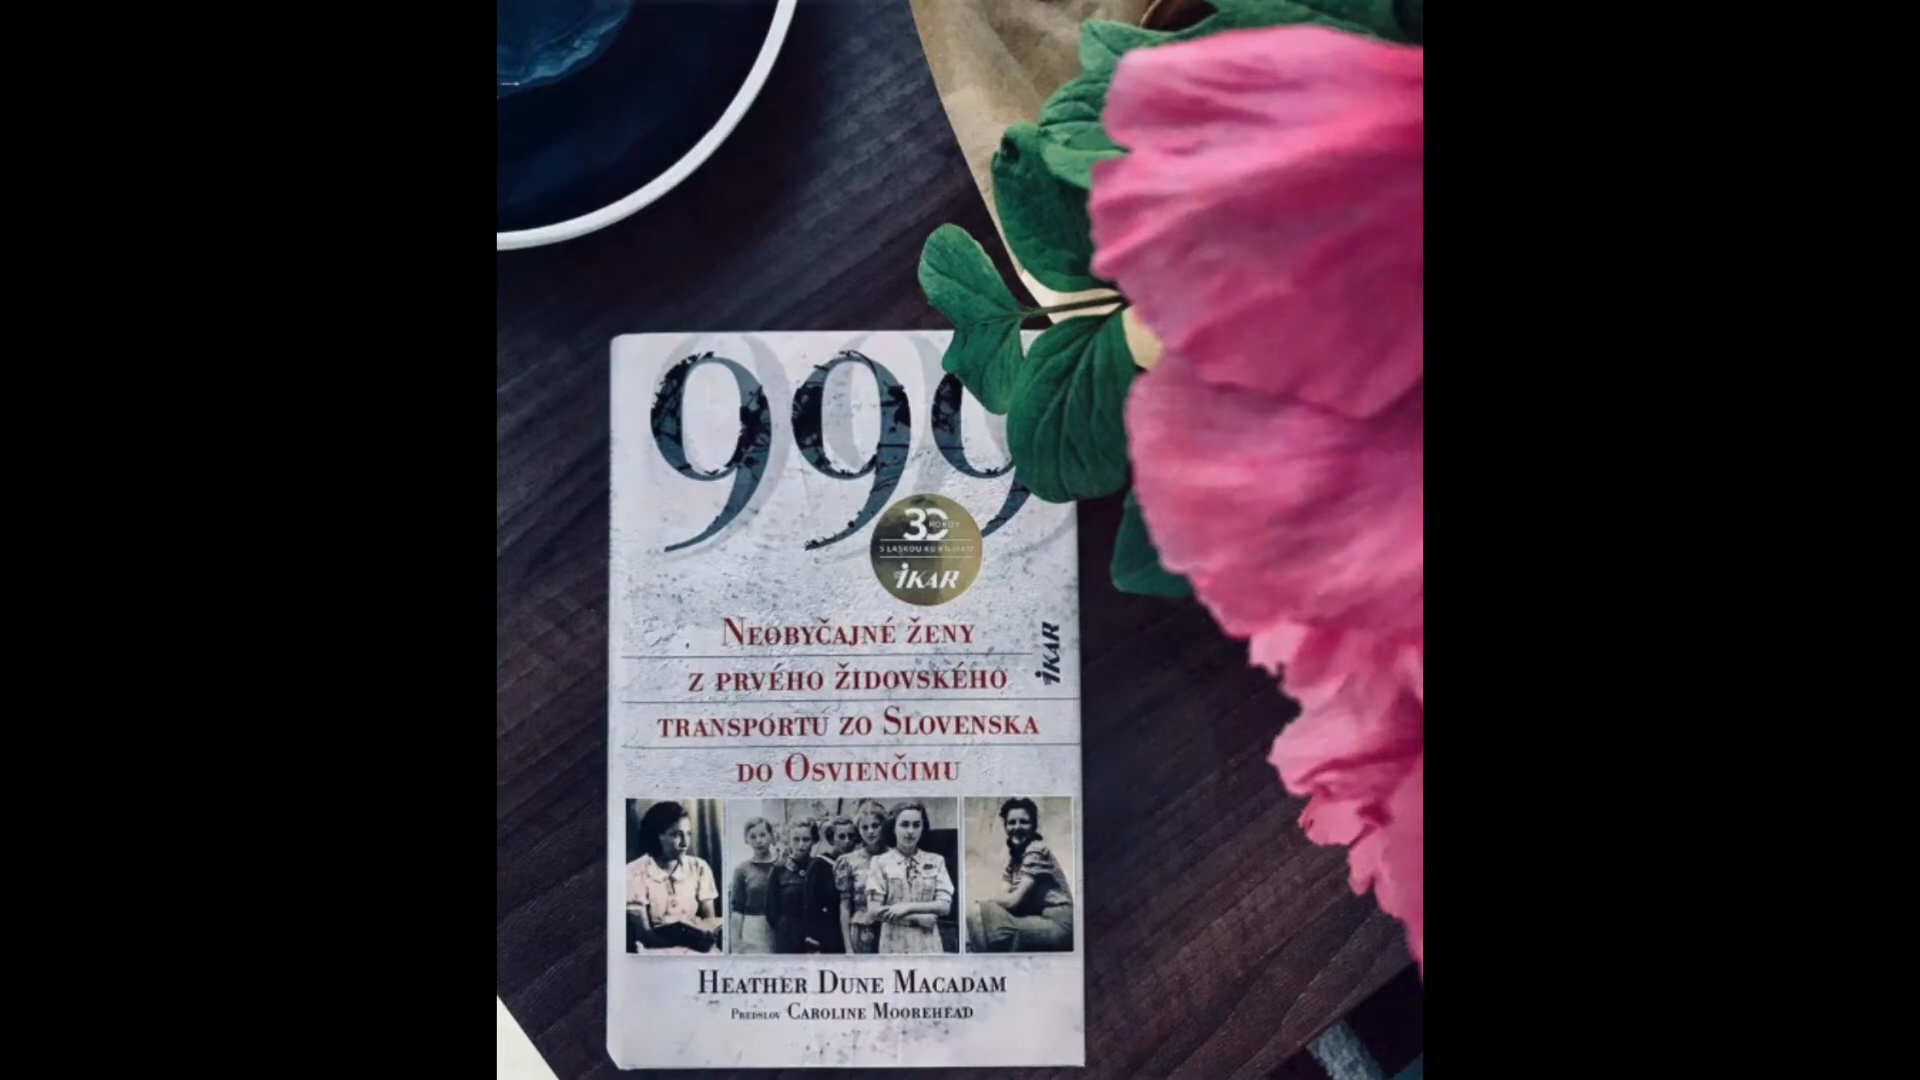 999
30 ROKOV
S LÁSKOU KU KNIHÁM
IKAR
NEOBYČAJNÉ ŽENY
Z PRVÉHO ŽIDOVSKÉHO
TRANSPORTU ZO SLOVENSKA
DO OSVIENČIMU
IKAR
HEATHER DUNE MACADAM
PREDSLOV CAROLINE MOOREHEAD